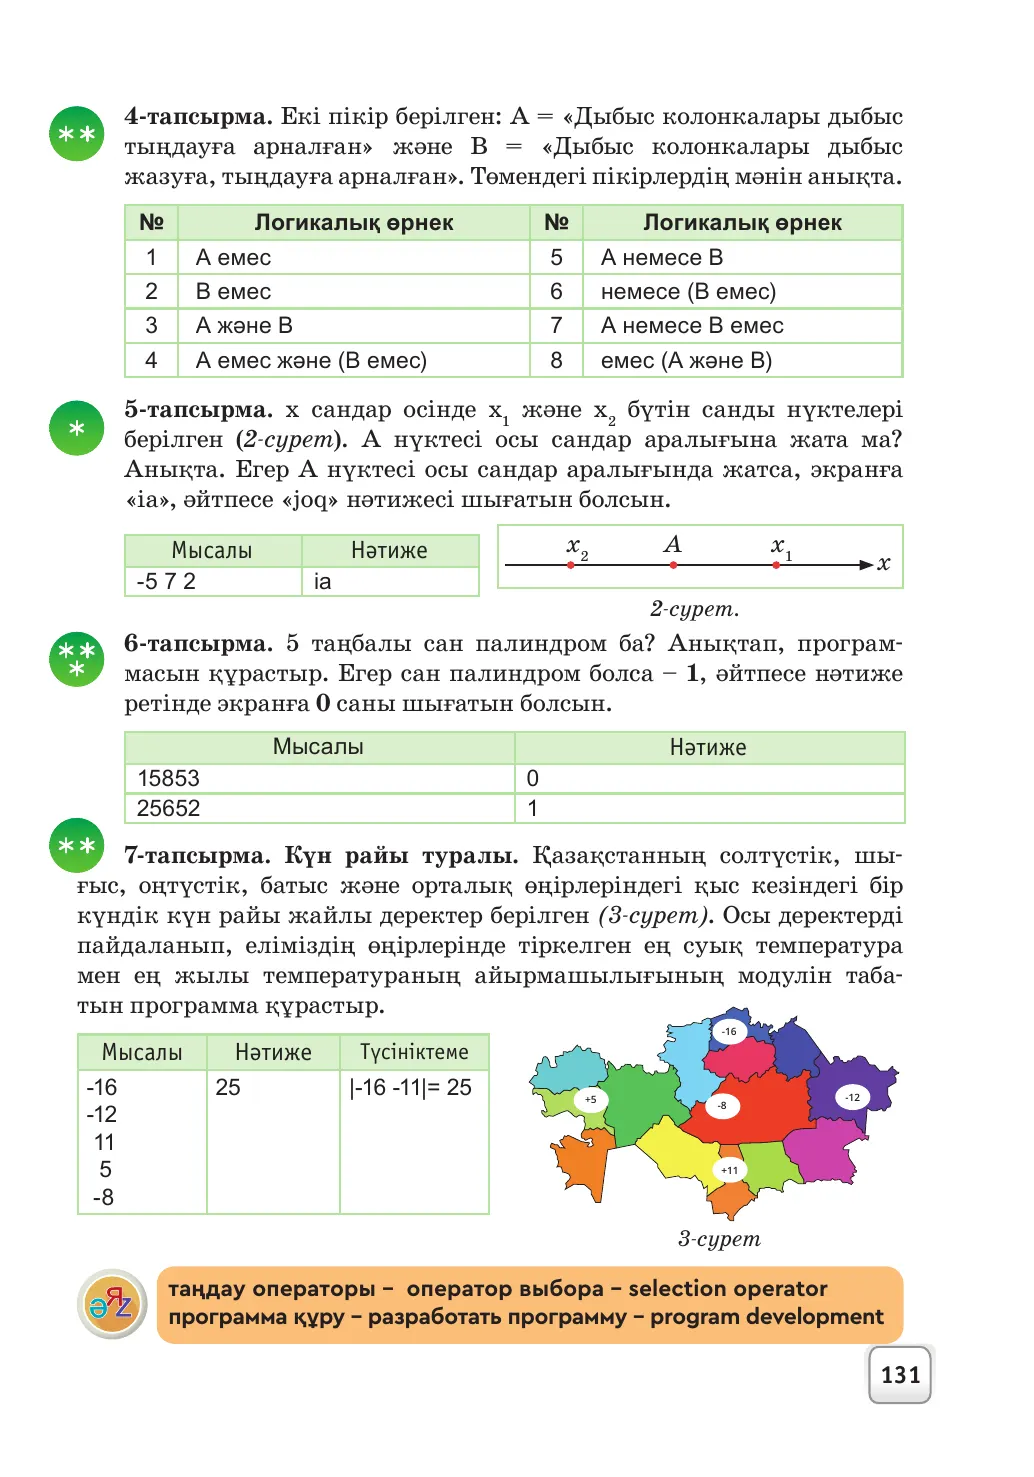 4-тапсырма. Екі пікір берілген: А = «Дыбыс колонкалары дыбыс
тыңдауға арналған» және В = «Дыбыс колонкалары дыбыс
жазуға, тыңдауға арналған». Төмендегі пікірлердің мәнін анықта.
№ Логикалық өрнек № Логикалық өрнек
1 А емес 5 А немесе В
2 В емес 6 немесе (В емес)
3 А және В 7 А немесе В емес
4 А емес және (В емес) 8 емес (А және В)
5-тапсырма. x сандар осінде x1 және x2 бүтін санды нүктелері
берілген (2-сурет). А нүктесі осы сандар аралығына жата ма?
Анықта. Егер А нүктесі осы сандар аралығында жатса, экранға
«ia», әйтпесе «joq» нәтижесі шығатын болсын.
Мысалы Нәтиже
-5 7 2 ia
x2 A x1 x
2-сурет.
6-тапсырма. 5 таңбалы сан палиндром ба? Анықтап, програм-
масын құрастыр. Егер сан палиндром болса – 1, әйтпесе нәтиже
ретінде экранға 0 саны шығатын болсын.
Мысалы Нәтиже
15853 0
25652 1
7-тапсырма. Күн райы туралы. Қазақстанның солтүстік, шы-
ғыс, оңтүстік, батыс және орталық өңірлеріндегі қыс кезіндегі бір
күндік күн райы жайлы деректер берілген (3-сурет). Осы деректерді
пайдаланып, еліміздің өңірлерінде тіркелген ең суық температура
мен ең жылы температураның айырмашылығының модулін таба-
тын программа құрастыр.
Мысалы Нәтиже Түсініктеме
-16 25 |-16 -11|= 25
-12
11
5
-8
-16
+5
-8
-12
+11
3-сурет
әЯZ
таңдау операторы – оператор выбора – selection operator
программа құру – разработать программу – program development
131